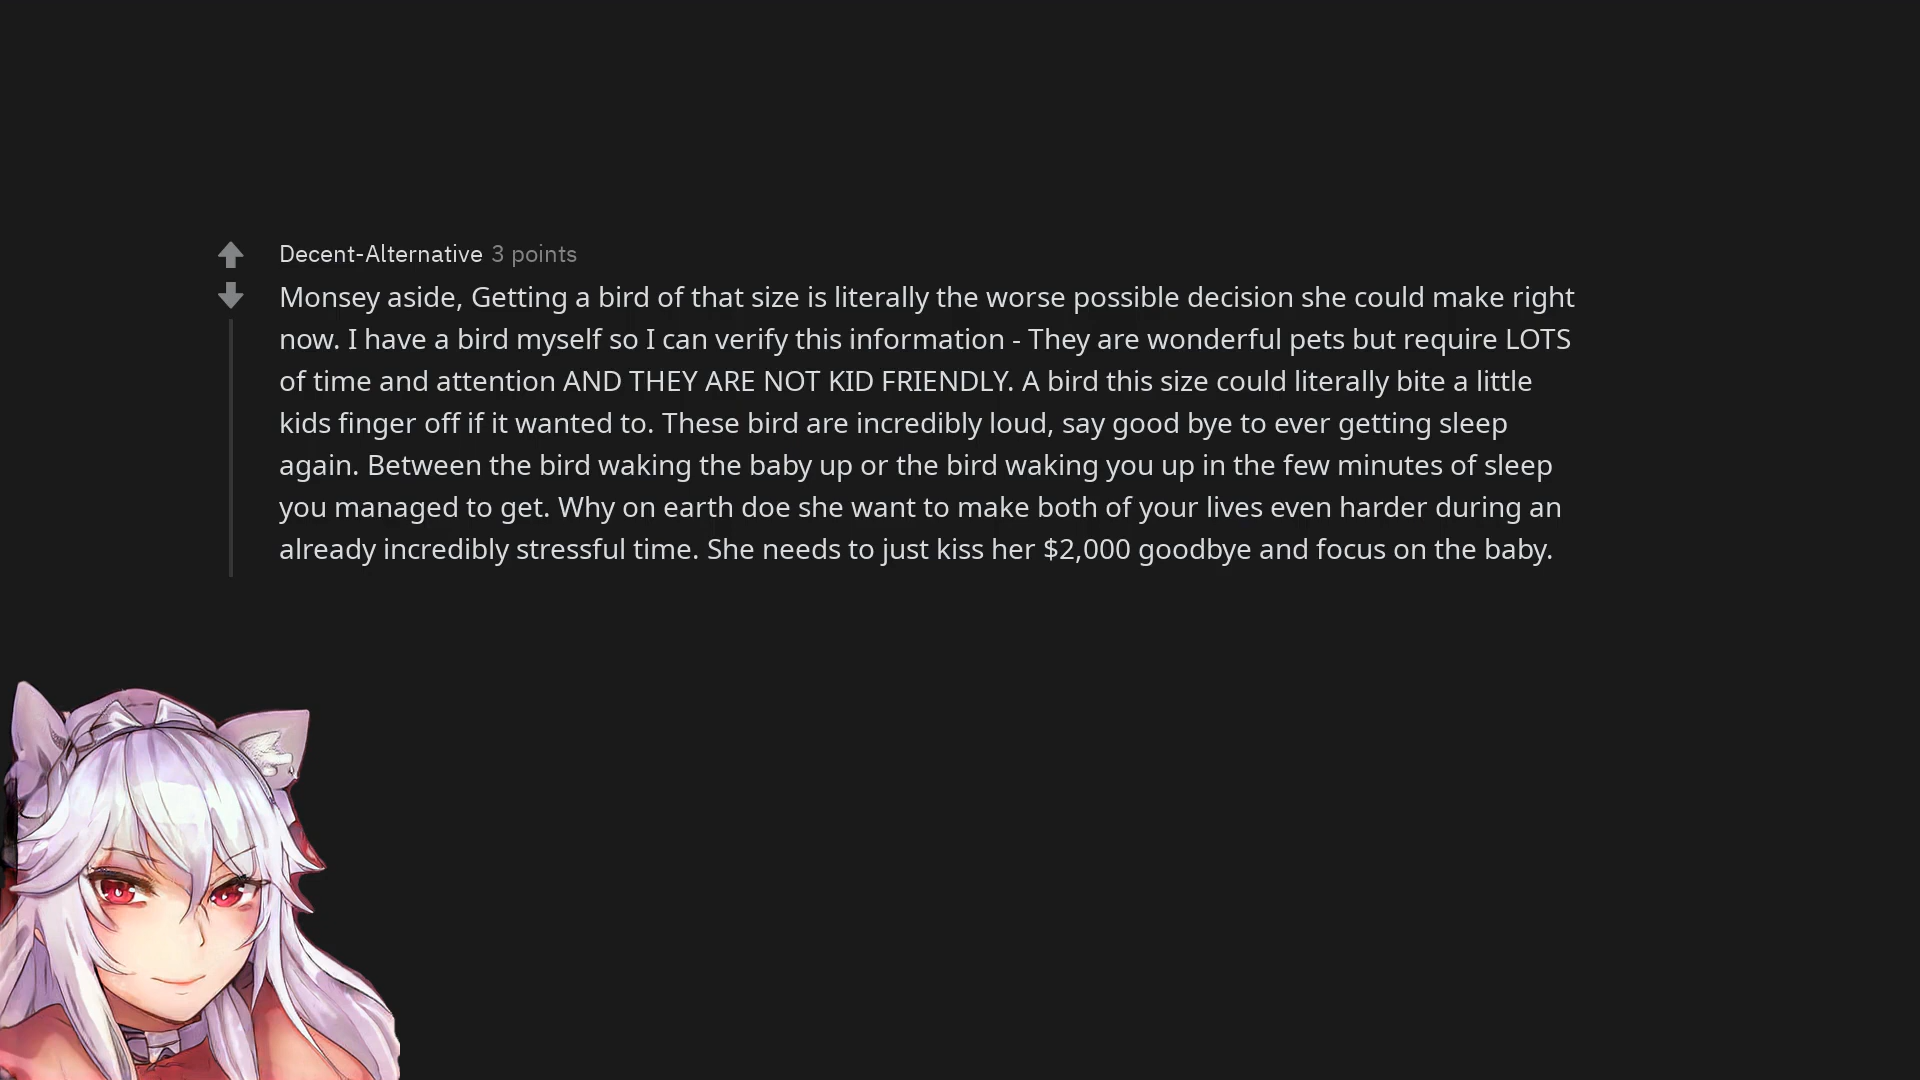 Decent-Alternative 3 points
Monsey aside, Getting a bird of that size is literally the worse possible decision she could make right
now. I have a bird myself so I can verify this information - They are wonderful pets but require LOTS
of time and attention AND THEY ARE NOT KID FRIENDLY. A bird this size could literally bite a little
kids finger off if it wanted to. These bird are incredibly loud, say good bye to ever getting sleep
again. Between the bird waking the baby up or the bird waking you up in the few minutes of sleep
you managed to get. Why on earth doe she want to make both of your lives even harder during an
already incredibly stressful time. She needs to just kiss her $2,000 goodbye and focus on the baby.